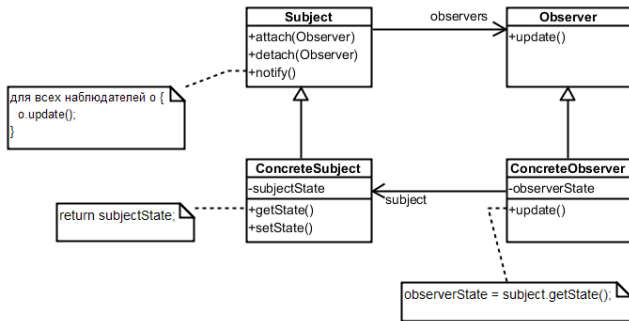 Subject
+attach(Observer)
+detach(Observer)
+notify()
observers
Observer
+update()
для всех наблюдателей o {
o.update();
}
ConcreteSubject
-subjectState
+getState()
+setState()
subject
ConcreteObserver
-observerState
+update()
return subjectState;
observerState = subject.getState();